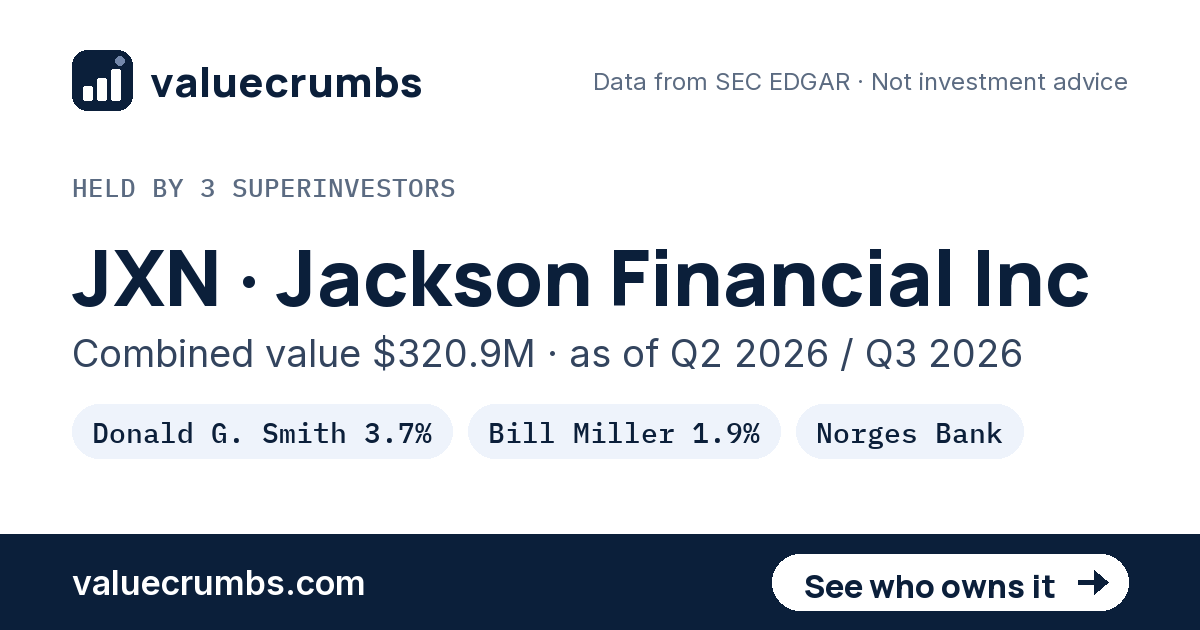 valuecrumbs
Data from SEC EDGAR · Not investment advice
HELD BY 3 SUPERINVESTORS
JXN · Jackson Financial Inc
Combined value $320.9M · as of Q2 2026 / Q3 2026
Donald G. Smith 3.7% Bill Miller 1.9% Norges Bank
valuecrumbs.com
See who owns it →